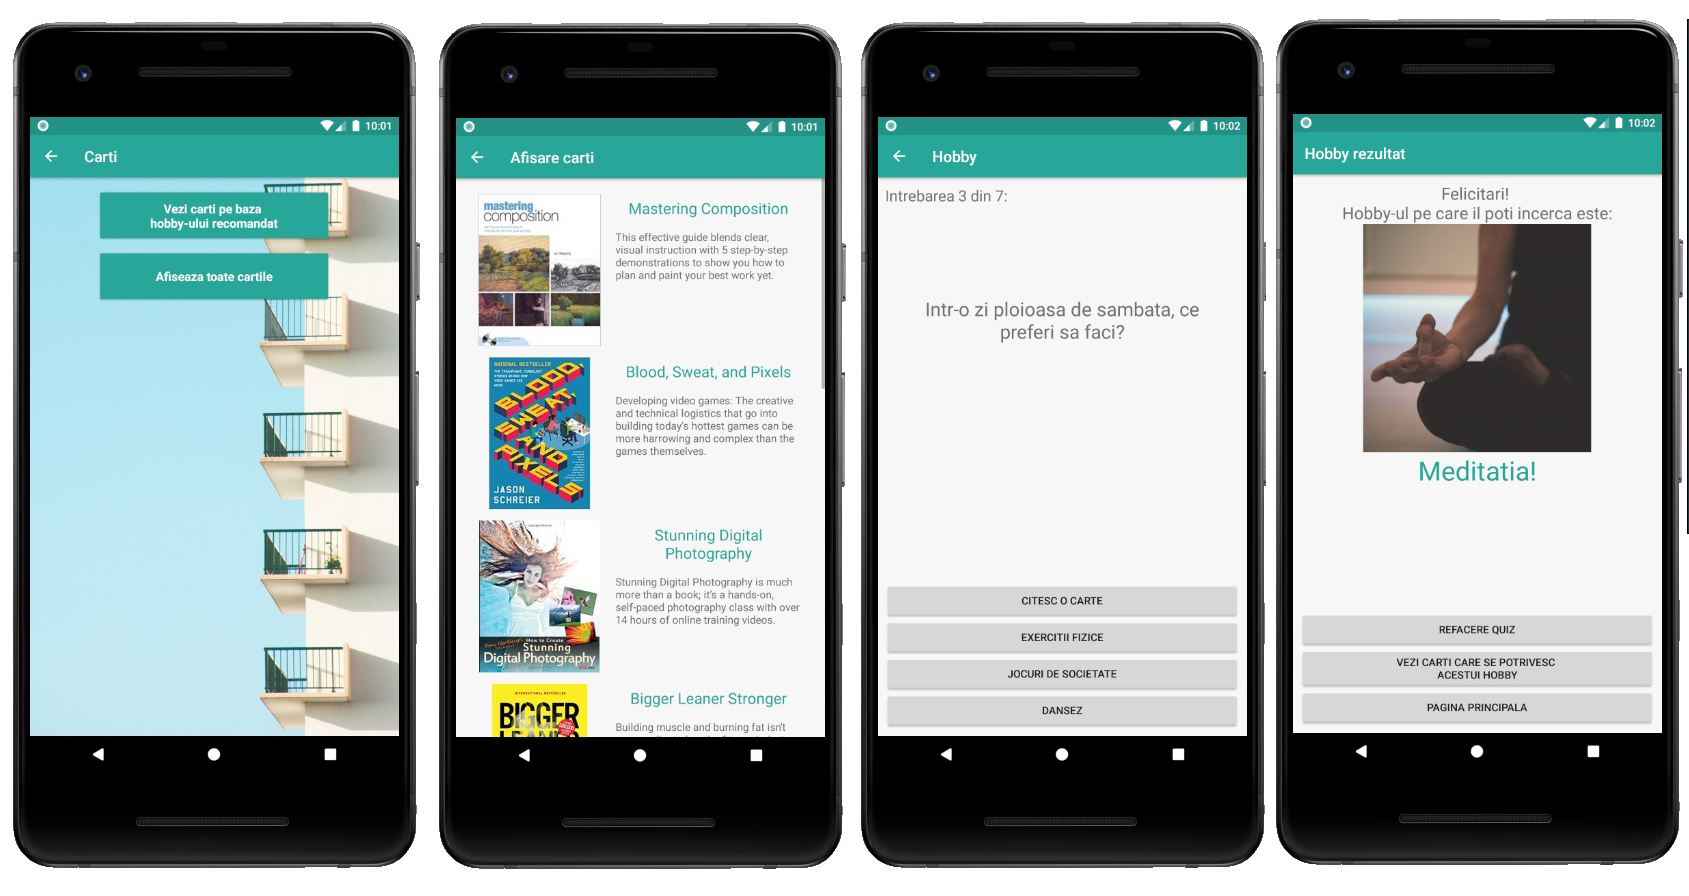 10:01
Carti
Vezi carti pe baza
hobby-ului recomandat
Afiseaza toate cartile
10:01
Afisare carti
mastering
composition
Mastering Composition
This effective guide blends clear,
visual instruction with 5 step-by-step
demonstrations to show you how to
plan and paint your best work yet.
NATIONAL BESTSELLER
BLOOD,
SWEAT,
AND
PIXELS
JASON
SCHREIER
Blood, Sweat, and Pixels
Developing video games: The creative
and technical logistics that go into
building today's hottest games can be
more harrowing and complex than the
games themselves.
How to Create
Stunning
Digital Photography
Stunning Digital
Photography
Stunning Digital Photography is much
more than a book; it's a hands-on,
self-paced photography class with over
14 hours of online training videos.
INTERNATIONAL BESTSELLER
BIGGER
Bigger Leaner Stronger
Building muscle and burning fat isn't
10:02
Hobby
Intrebarea 3 din 7:
Intr-o zi ploioasa de sambata, ce
preferi sa faci?
CITESC O CARTE
EXERCITII FIZICE
JOCURI DE SOCIETATE
DANSEZ
10:02
Hobby rezultat
Felicitari!
Hobby-ul pe care il poti incerca este:
Meditatia!
REFACERE QUIZ
VEZI CARTI CARE SE POTRIVESC
ACESTUI HOBBY
PAGINA PRINCIPALA